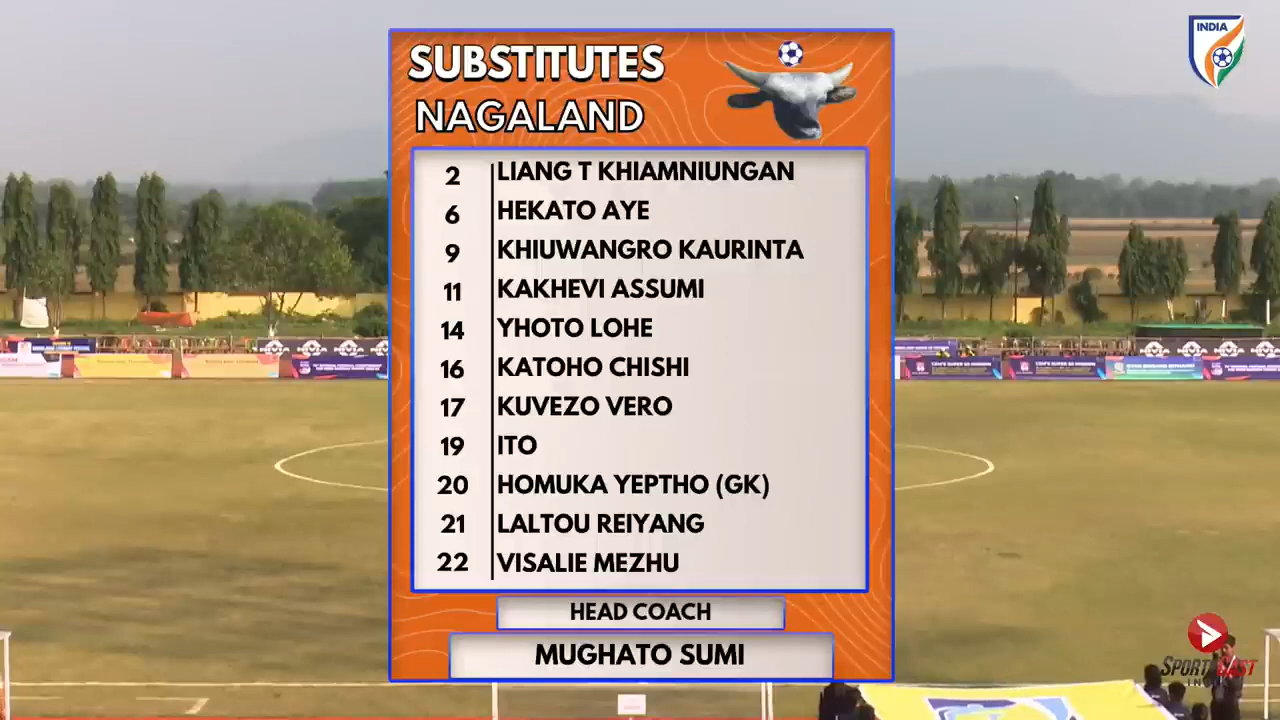 SUBSTITUTES
NAGALAND
2 LIANG T KHIAMNIUNGAN
6 HEKATO AYE
9 KHIUWANGRO KAURINTA
11 KAKHEVI ASSUMI
14 YHOTO LOHE
16 KATOHO CHISHI
17 KUVEZO VERO
19 ITO
20 HOMUKA YEPTHO (GK)
21 LALTOU REIYANG
22 VISALIE MEZHU
HEAD COACH
MUGHATO SUMI
INDIA
SPORTSCAST
INDIA